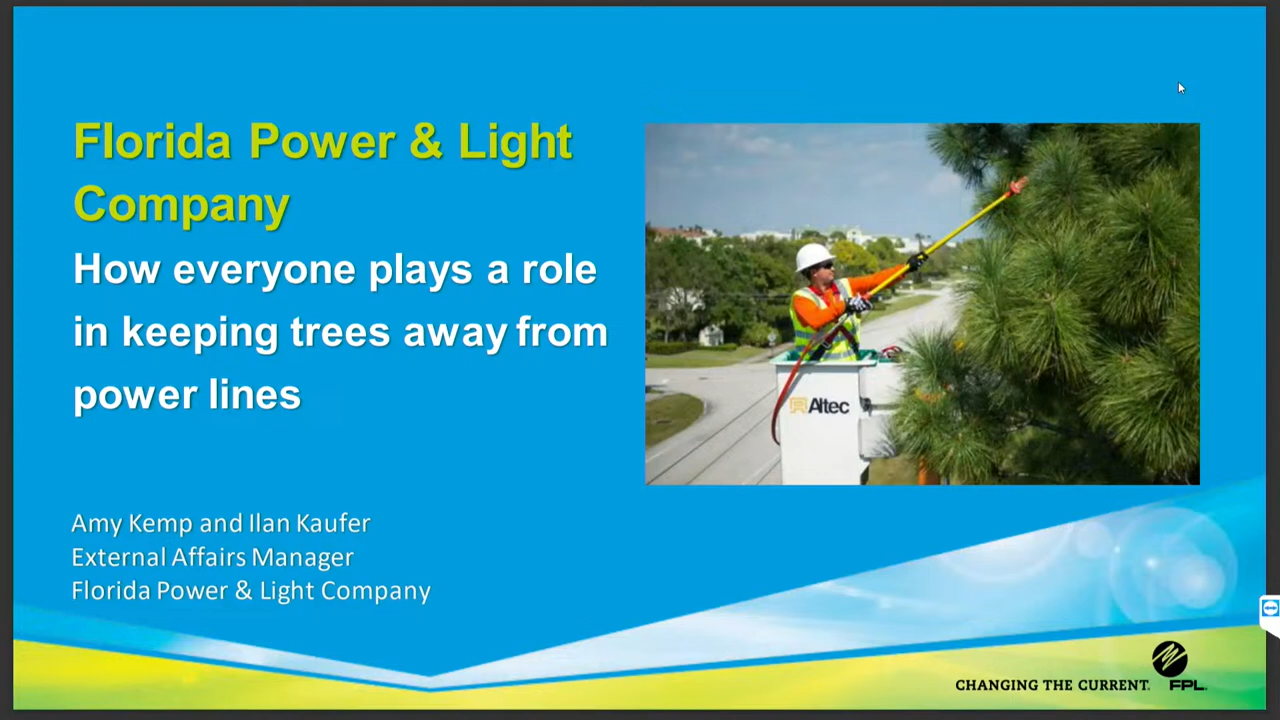 Florida Power & Light
Company
How everyone plays a role
in keeping trees away from
power lines
Altec
Amy Kemp and Ilan Kaufer
External Affairs Manager
Florida Power & Light Company
CHANGING THE CURRENT.
FPL.